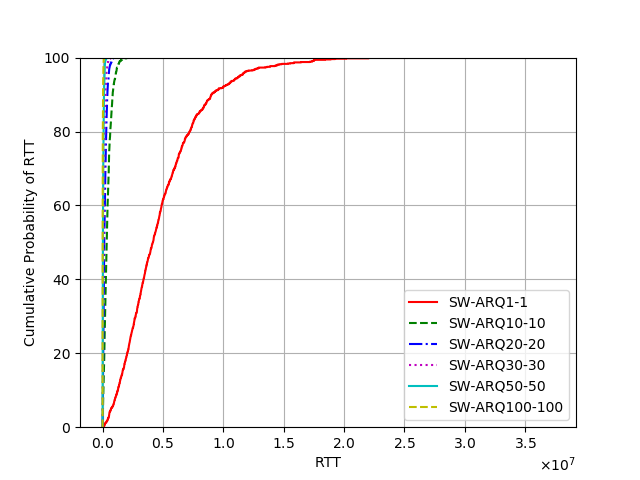 100
80
60
40
20
0
Cumulative Probability of RTT
SW-ARQ1-1
SW-ARQ10-10
SW-ARQ20-20
SW-ARQ30-30
SW-ARQ50-50
SW-ARQ100-100
0.0 0.5 1.0 1.5 2.0 2.5 3.0 3.5
RTT
×10⁷